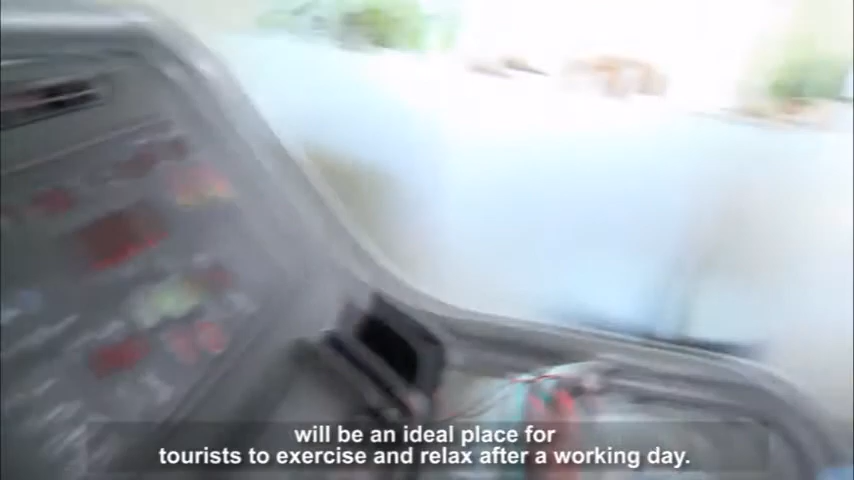 will be an ideal place for
tourists to exercise and relax after a working day.